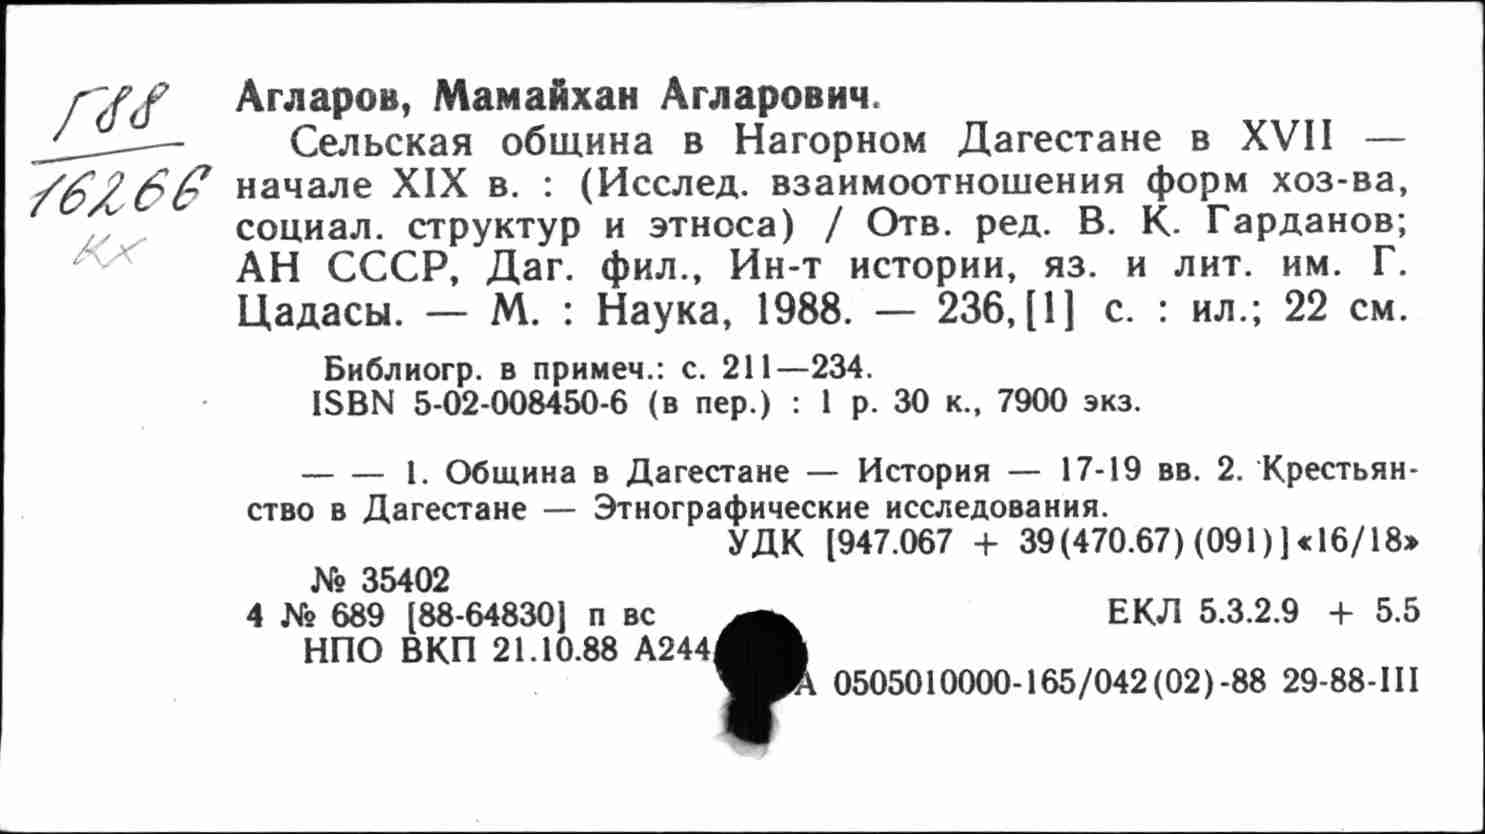 Г88
16266
кх
Агларов, Мамайхан Агларович.
Сельская община в Нагорном Дагестане в XVII —
начале XIX в. : (Исслед. взаимоотношения форм хоз-ва,
социал. структур и этноса) / Отв. ред. В. К. Гарданов;
АН СССР, Даг. фил., Ин-т истории, яз. и лит. им. Г.
Цадасы. — М. : Наука, 1988. — 236, [1] с. : ил.; 22 см.
Библиогр. в примеч.: с. 211—234.
ISBN 5-02-008450-6 (в пер.) : 1 р. 30 к., 7900 экз.
— — 1. Община в Дагестане — История — 17-19 вв. 2. Крестьян-
ство в Дагестане — Этнографические исследования.
УДК [947.067 + 39(470.67)(091)]«16/18»
№ 35402
4 № 689 [88-64830] п вс
ЕКЛ 5.3.2.9 + 5.5
НПО ВКП 21.10.88 А244
А 0505010000-165/042(02)-88 29-88-III